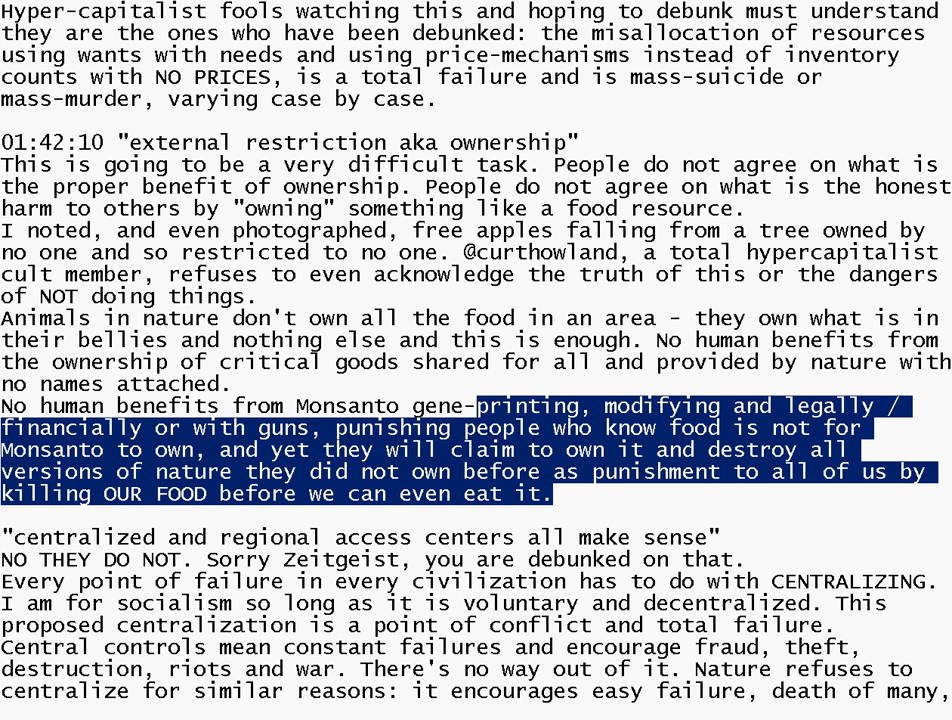 Hyper-capitalist fools watching this and hoping to debunk must understand
they are the ones who have been debunked: the misallocation of resources
using wants with needs and using price-mechanisms instead of inventory
counts with NO PRICES, is a total failure and is mass-suicide or
mass-murder, varying case by case.
01:42:10 "external restriction aka ownership"
This is going to be a very difficult task. People do not agree on what is
the proper benefit of ownership. People do not agree on what is the honest
harm to others by "owning" something like a food resource.
I noted, and even photographed, free apples falling from a tree owned by
no one and so restricted to no one. @curthowland, a total hypercapitalist
cult member, refuses to even acknowledge the truth of this or the dangers
of NOT doing things.
Animals in nature don't own all the food in an area - they own what is in
their bellies and nothing else and this is enough. No human benefits from
the ownership of critical goods shared for all and provided by nature with
no names attached.
No human benefits from Monsanto gene-printing, modifying and legally /
financially or with guns, punishing people who know food is not for
Monsanto to own, and yet they will claim to own it and destroy all
versions of nature they did not own before as punishment to all of us by
killing OUR FOOD before we can even eat it.
"centralized and regional access centers all make sense"
NO THEY DO NOT. Sorry Zeitgeist, you are debunked on that.
Every point of failure in every civilization has to do with CENTRALIZING.
I am for socialism so long as it is voluntary and decentralized. This
proposed centralization is a point of conflict and total failure.
Central controls mean constant failures and encourage fraud, theft,
destruction, riots and war. There's no way out of it. Nature refuses to
centralize for similar reasons: it encourages easy failure, death of many,